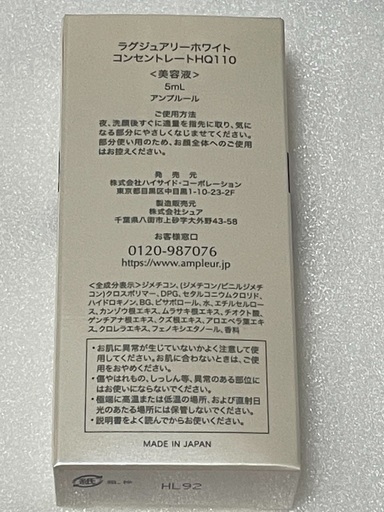 ラグジュアリーホワイト
コンセントレートHQ110
＜美容液＞
5mL
アンプルール
ご使用方法
夜、洗顔後すぐに適量を指先に取り、気に
なる部分にやさしくなじませてください。
部分使い用のため、お顔全体へのご使用
はお控えください。
発 売 元
株式会社ハイサイド・コーポレーション
東京都目黒区中目黒1-10-23-2F
製造販売元
株式会社シュア
千葉県八街市上砂字大外野43-58
お客様窓口
0120-987076
https://www.ampleur.jp
＜全成分表示＞ジメチコン、(ジメチコン/ビニルジメチ
コン)クロスポリマー、DPG、セタルコニウムクロリド、
ハイドロキノン、BG、ビサボロール、水、エチルセルロー
ス、カンゾウ根エキス、ムラサキ根エキス、チオクト酸、
ゲンチアナ根エキス、クズ根エキス、アロエベラ葉エキ
ス、クロレラエキス、フェノキシエタノール、香料
・お肌に異常が生じていないかよく注意して使
用してください。お肌に合わないときは、ご使
用をおやめください。
・傷やはれもの、しっしん等、異常のある部位に
はお使いにならないでください。
・極端に高温または低温の場所、および直射日
光のあたる場所には保管しないでください。
・説明書をよく読んでからお使いください。
MADE IN JAPAN
紙
HL92